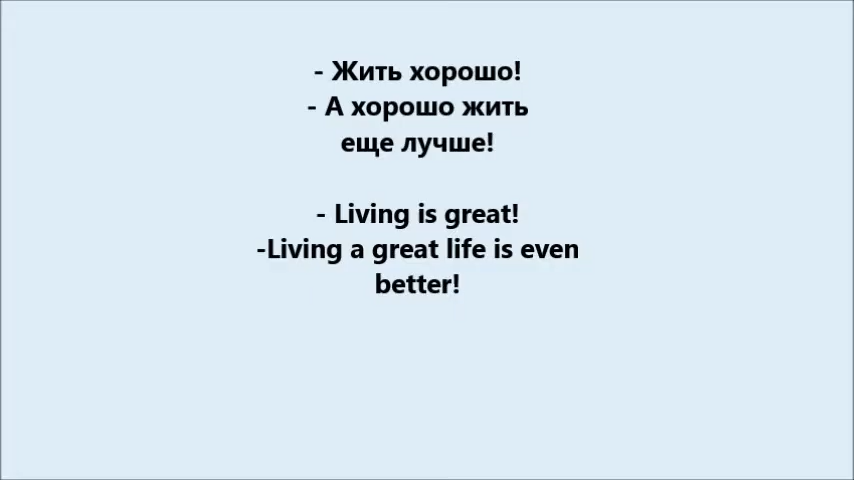 - Жить хорошо!
- А хорошо жить
еще лучше!
- Living is great!
-Living a great life is even
better!